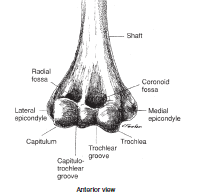 Shaft
Radial
fossa
Coronoid
fossa
Lateral
epicondyle
Medial
epicondyle
Capitulum
Trochlea
Trochlear
groove
Capitulo-
trochlear
groove
Anterior view